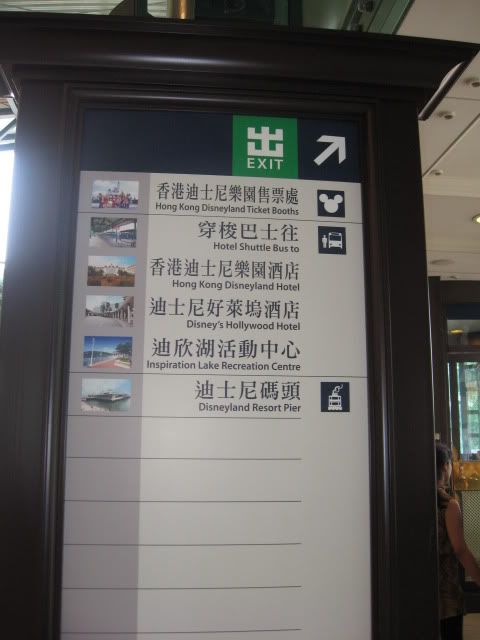 出
EXIT
香港迪士尼樂園售票處
Hong Kong Disneyland Ticket Booths
穿梭巴士往
Hotel Shuttle Bus to
香港迪士尼樂園酒店
Hong Kong Disneyland Hotel
迪士尼好萊塢酒店
Disney's Hollywood Hotel
迪欣湖活動中心
Inspiration Lake Recreation Centre
迪士尼碼頭
Disneyland Resort Pier